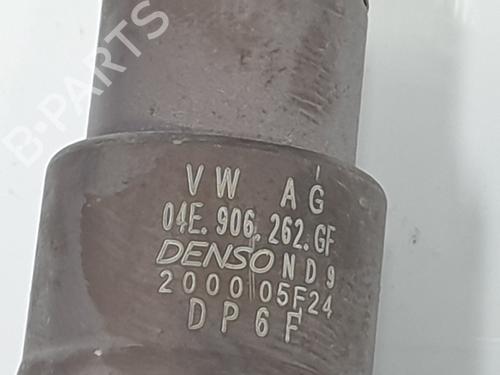 B-PARTS
VW AG
04E.906.262.GF
DENSO ND9
200005F24
DP6F